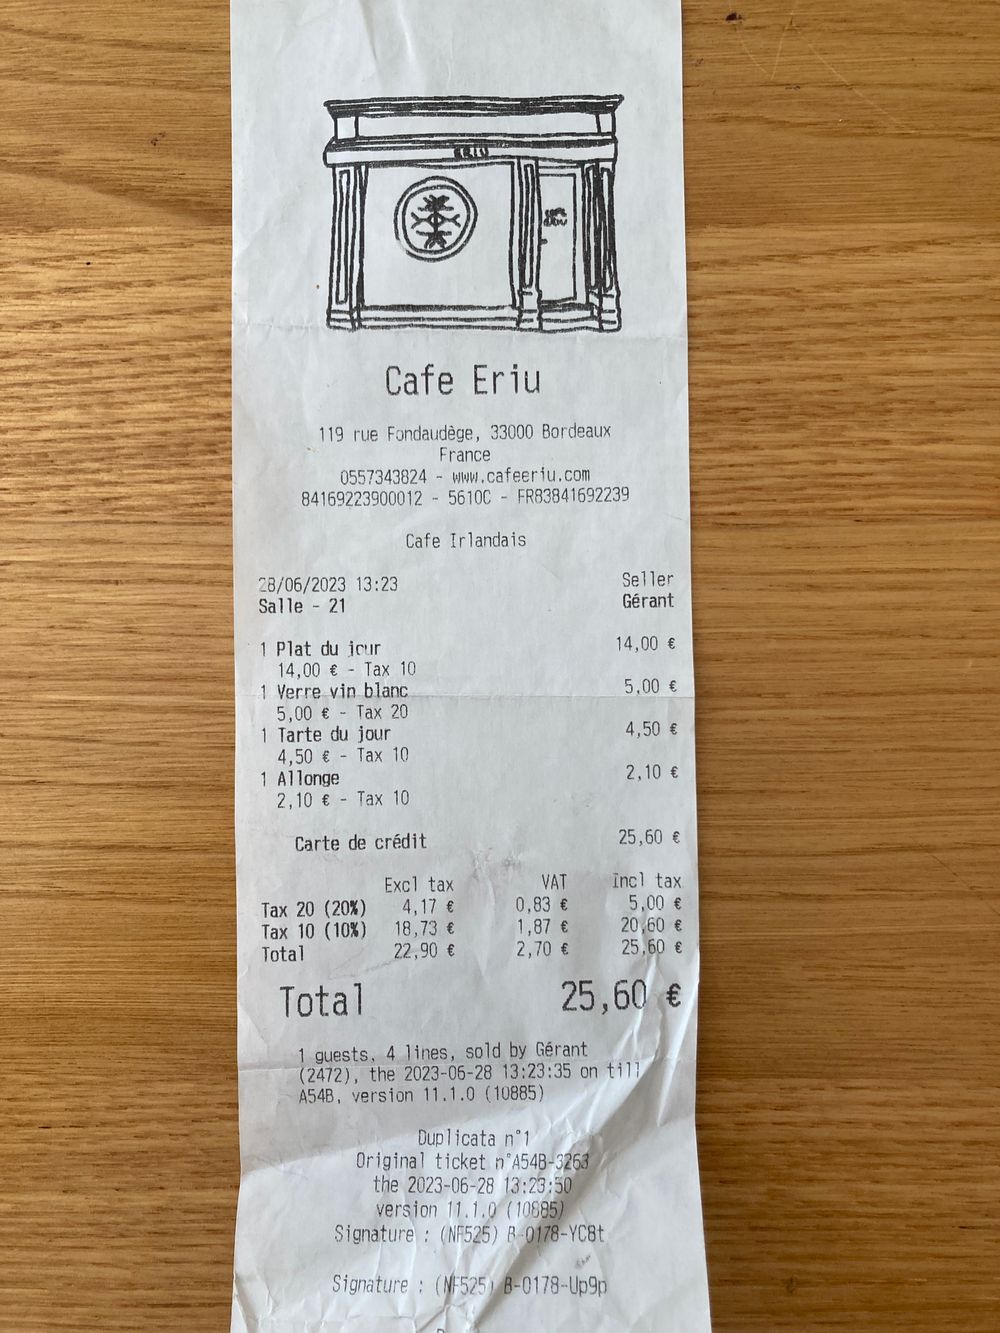 ERIU
Cafe Eriu
119 rue Fondaudège, 33000 Bordeaux
France
0557343824 - www.cafeeriu.com
84169223900012 - 5610C - FR83841692239
Cafe Irlandais
28/06/2023 13:23 Seller
Salle - 21 Gérant
1 Plat du jour 14,00 €
14,00 € - Tax 10
1 Verre vin blanc 5,00 €
5,00 € - Tax 20
1 Tarte du jour 4,50 €
4,50 € - Tax 10
1 Allonge 2,10 €
2,10 € - Tax 10
Carte de crédit 25,60 €
Excl tax VAT Incl tax
Tax 20 (20%) 4,17 € 0,83 € 5,00 €
Tax 10 (10%) 18,73 € 1,87 € 20,60 €
Total 22,90 € 2,70 € 25,60 €
Total 25,60 €
1 guests, 4 lines, sold by Gérant
(2472), the 2023-06-28 13:23:35 on till
A54B, version 11.1.0 (10885)
Duplicata n°1
Original ticket n°A54B-3263
the 2023-06-28 13:23:50
version 11.1.0 (10885)
Signature : (NF525) B-0178-YC8t
Signature : (NF525) B-0178-Up9p